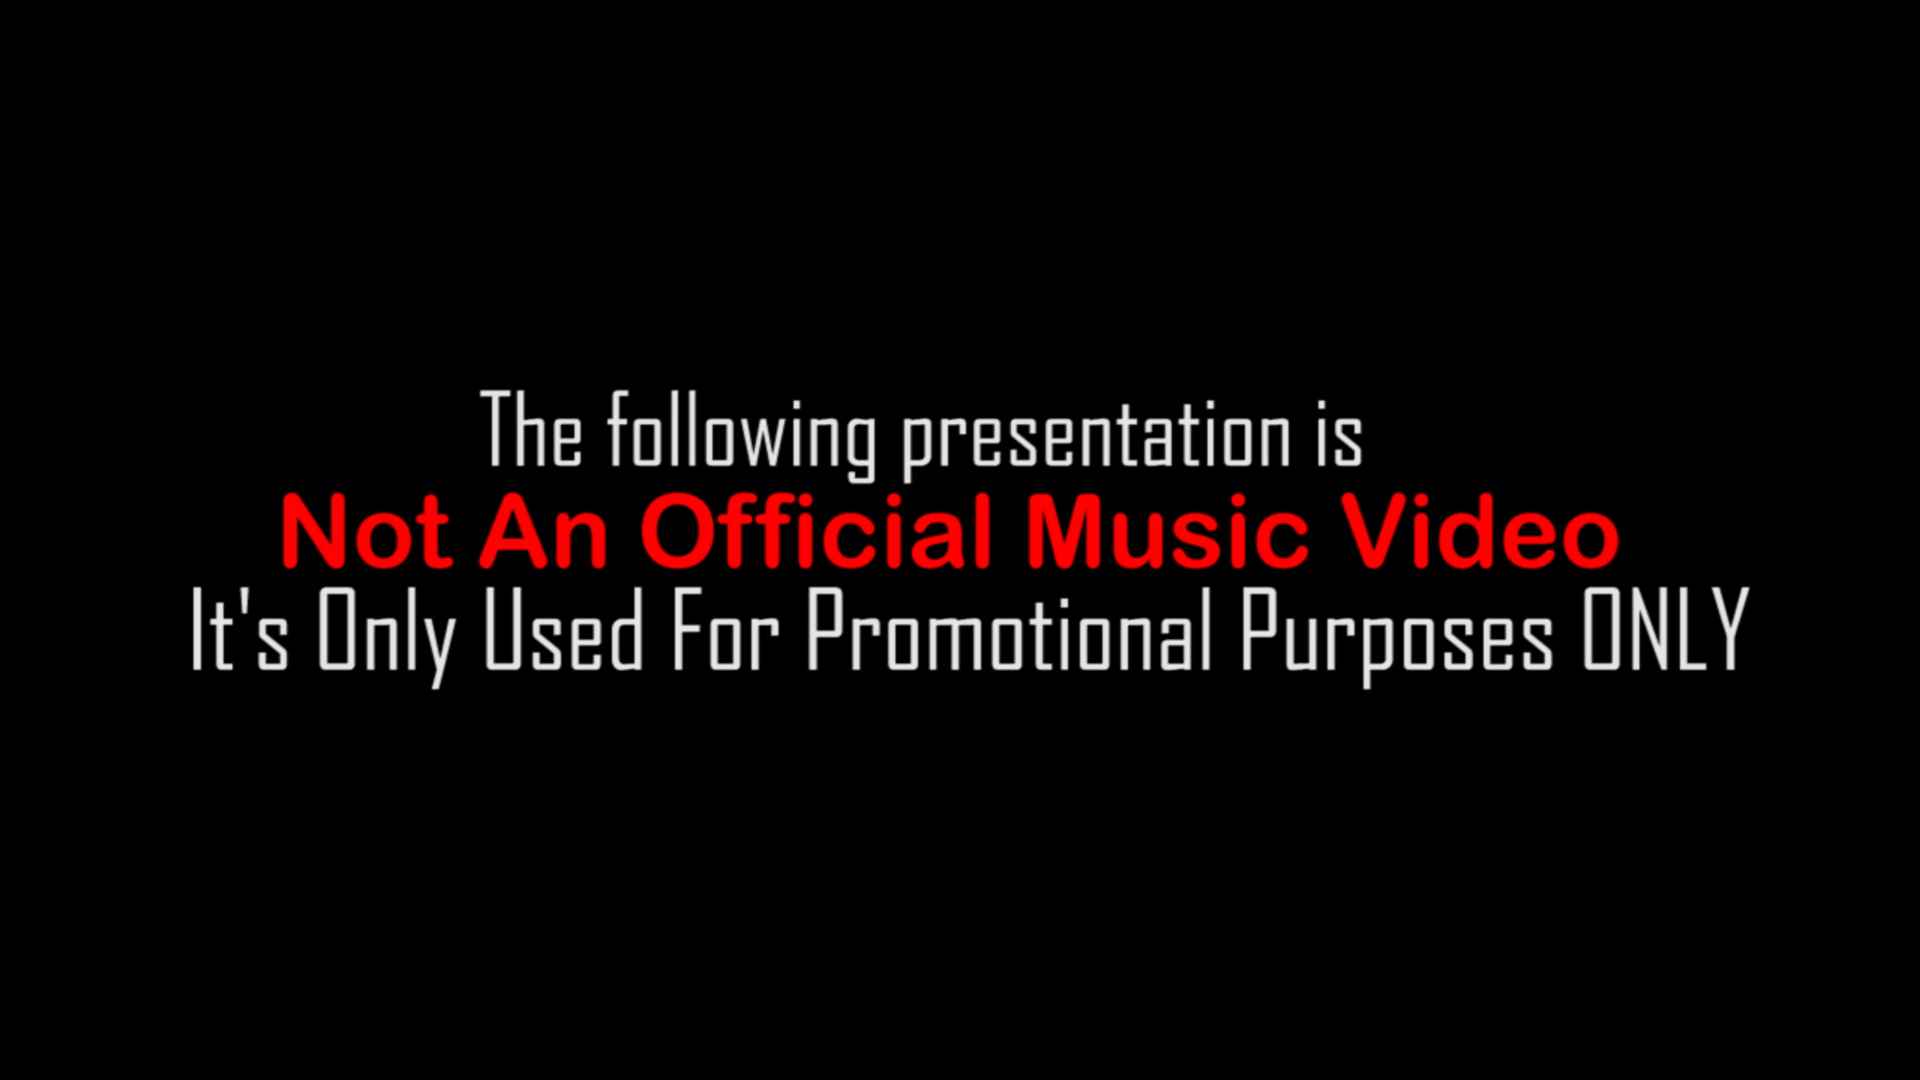 The following presentation is
Not An Official Music Video
It's Only Used For Promotional Purposes ONLY